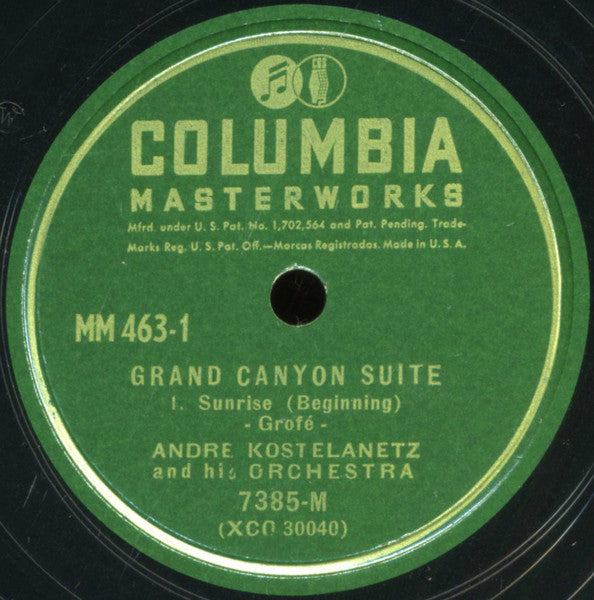 CBS
COLUMBIA
MASTERWORKS
Mfrd. under U. S. Pat. No. 1,702,564 and Pat. Pending. Trade-
Marks Reg. U. S. Pat. Off.—Marcas Registradas. Made in U. S. A.
MM 463-1
GRAND CANYON SUITE
1. Sunrise (Beginning)
- Grofé -
ANDRE KOSTELANETZ
and his ORCHESTRA
7385-M
(XCO 30040)